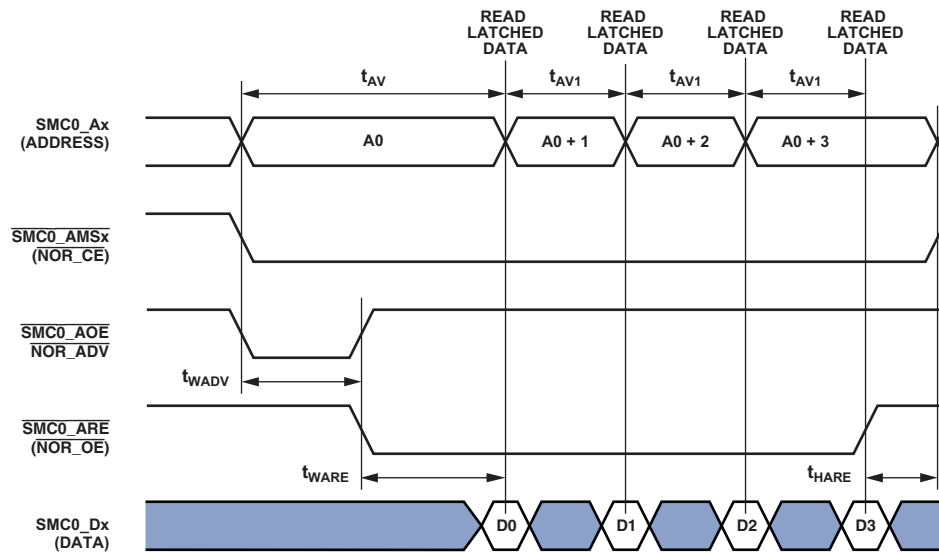 READ LATCHED DATA
READ LATCHED DATA
READ LATCHED DATA
READ LATCHED DATA
tAV
tAV1
tAV1
tAV1
SMC0_Ax
(ADDRESS)
A0
A0 + 1
A0 + 2
A0 + 3
SMC0_AMSx
(NOR_CE)
SMC0_AOE
NOR_ADV
tWADV
SMC0_ARE
(NOR_OE)
tWARE
tHARE
SMC0_Dx
(DATA)
D0
D1
D2
D3